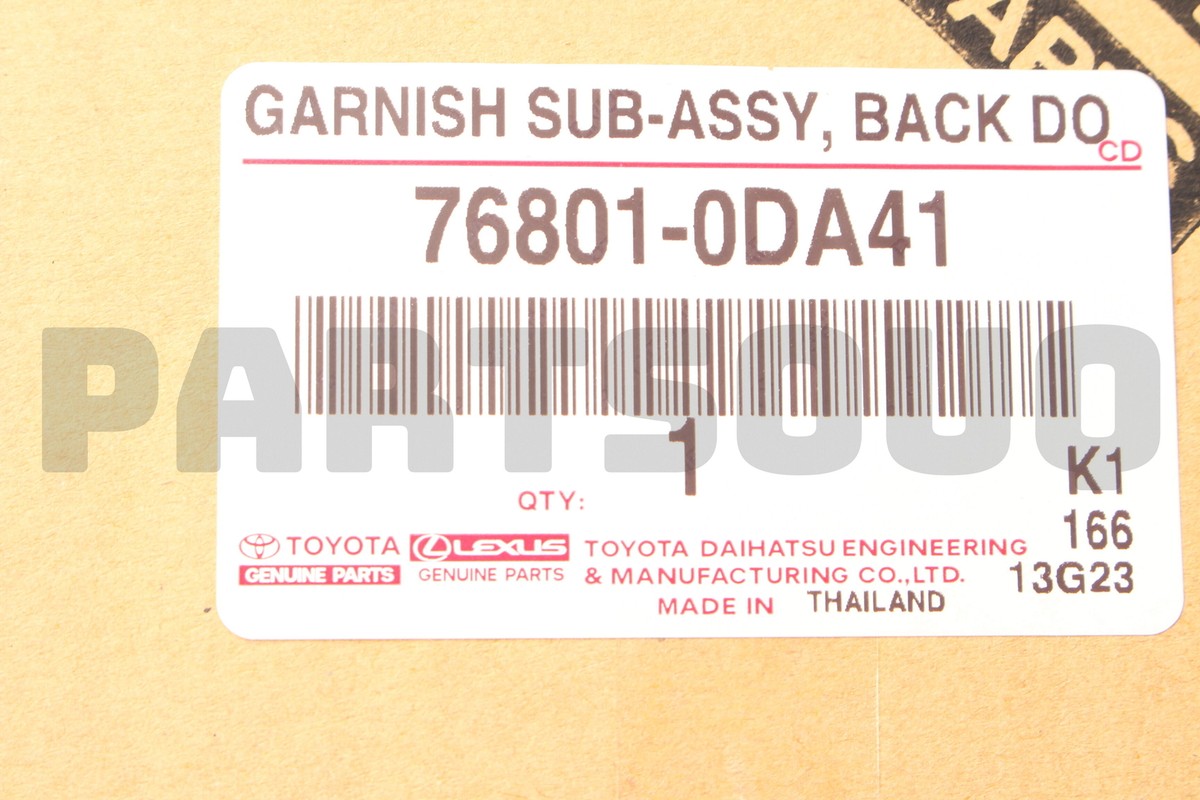 GARNISH SUB-ASSY, BACK DO
CD
76801-0DA41
PARTSOUO
1
QTY:
K1
166
13G23
TOYOTA
GENUINE PARTS
LEXUS
GENUINE PARTS
TOYOTA DAIHATSU ENGINEERING
& MANUFACTURING CO.,LTD.
MADE IN THAILAND